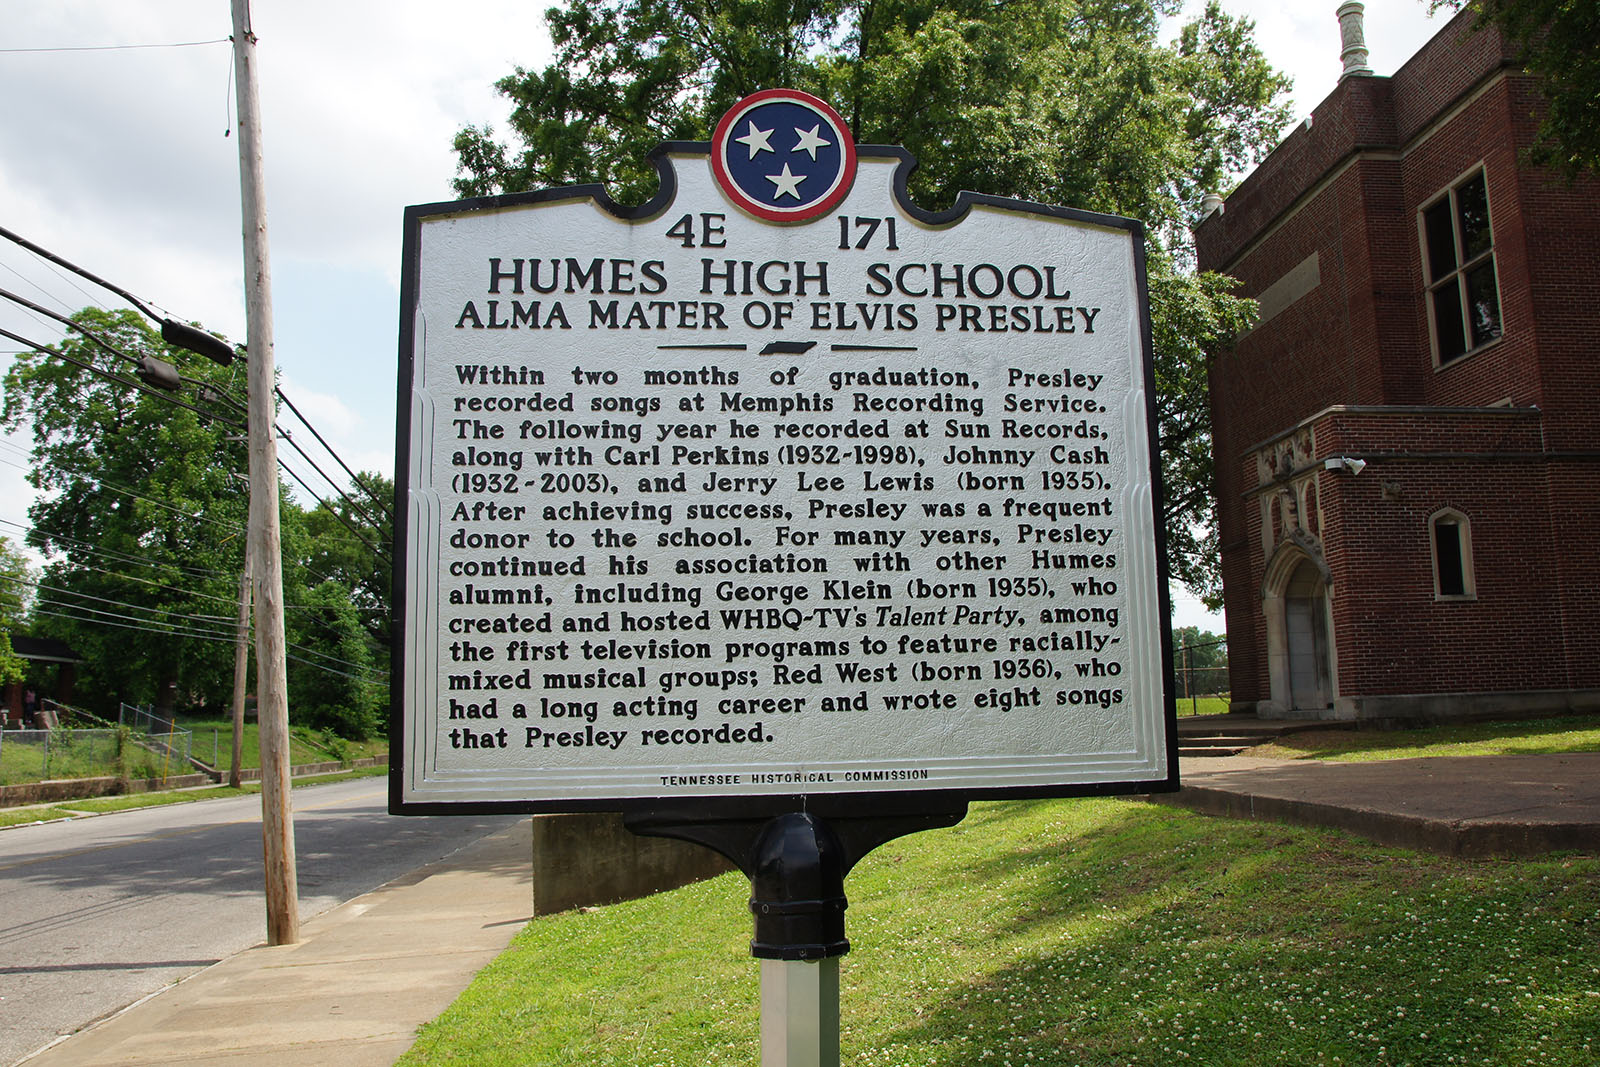 4E 171
HUMES HIGH SCHOOL
ALMA MATER OF ELVIS PRESLEY
Within two months of graduation, Presley
recorded songs at Memphis Recording Service.
The following year he recorded at Sun Records,
along with Carl Perkins (1932-1998), Johnny Cash
(1932-2003), and Jerry Lee Lewis (born 1935).
After achieving success, Presley was a frequent
donor to the school. For many years, Presley
continued his association with other Humes
alumni, including George Klein (born 1935), who
created and hosted WHBQ-TV's Talent Party, among
the first television programs to feature racially-
mixed musical groups; Red West (born 1936), who
had a long acting career and wrote eight songs
that Presley recorded.
TENNESSEE HISTORICAL COMMISSION